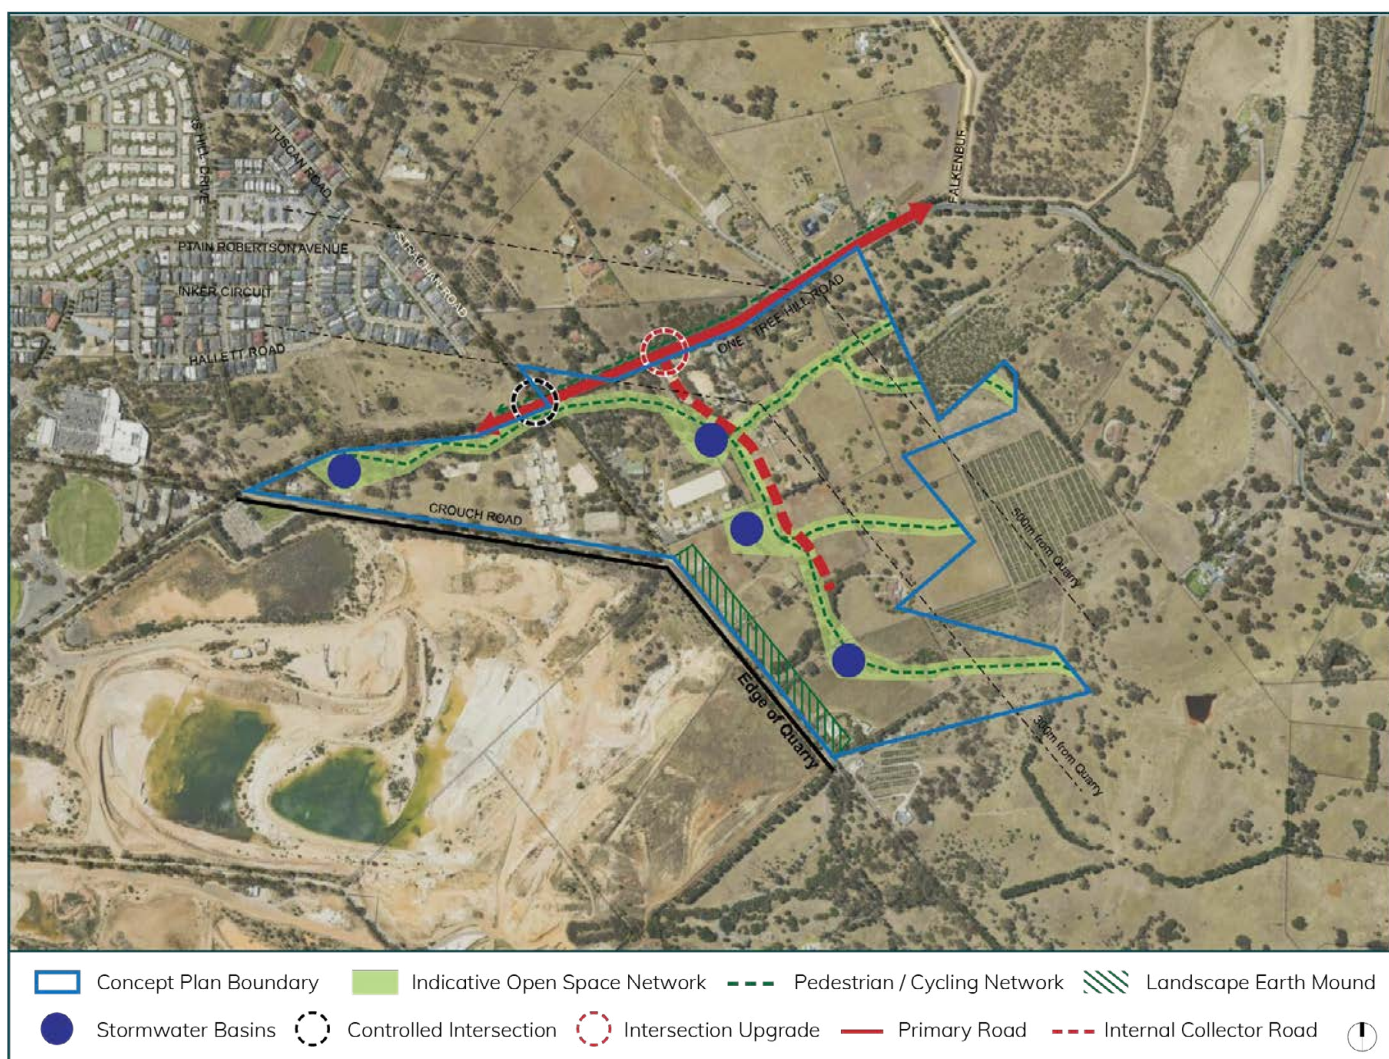 FALKENBUR
S HILL DRIVE
TUSCAN ROAD
PTAIN ROBERTSON AVENUE
STRACHAN ROAD
INKER CIRCUIT
HALLETT ROAD
ONE TREE HILL ROAD
CROUCH ROAD
500m from Quarry
Edge of Quarry
300m from Quarry
Concept Plan Boundary
Indicative Open Space Network
Pedestrian / Cycling Network
Landscape Earth Mound
Stormwater Basins
Controlled Intersection
Intersection Upgrade
Primary Road
Internal Collector Road